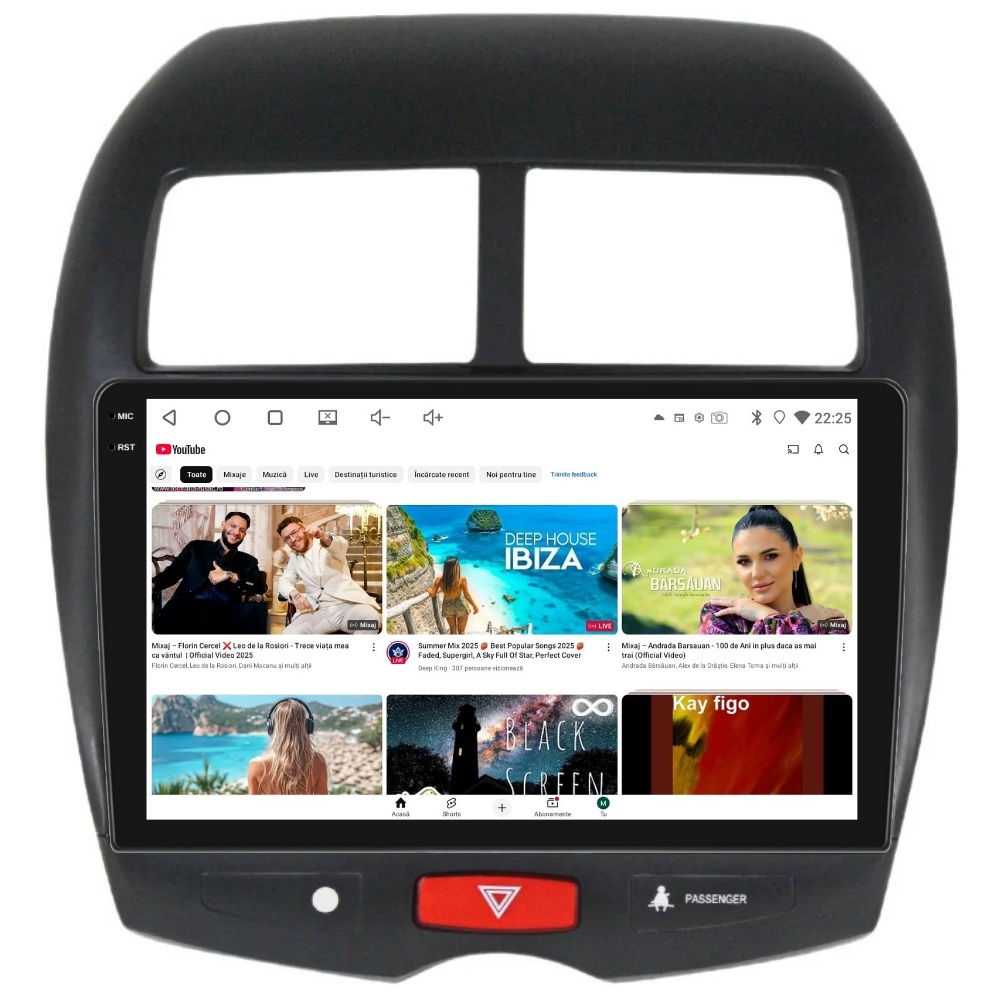 MIC
22:25
RST
YouTube
Toate
Mixaje
Muzică
Live
Destinații turistice
Încărcate recent
Noi pentru tine
Trimite feedback
DEEP HOUSE
IBIZA
ANDRADA
BÂRSĂUAN
Mixaj
LIVE
Mixaj
Mixaj – Florin Cercel ❌ Leo de la Rosiori - Trece viața mea
ca vântul | Official Video 2025
Florin Cercel, Leo de la Rosiori, Dani Mocanu și mulți alții
LIVE
Summer Mix 2025 🍓 Best Popular Songs 2025 🍓
Faded, Supergirl, A Sky Full Of Star, Perfect Cover
Deep King · 307 persoane vizionează
Mixaj – Andrada Barsauan - 100 de Ani in plus daca as mai
trai (Official Video)
Andrada Bârsăuan, Alex de la Orăștie, Elena Toma și mulți alții
BLACK
SCREEN
Kay figo
Acasă
Shorts
Abonamente
M
Tu
PASSENGER